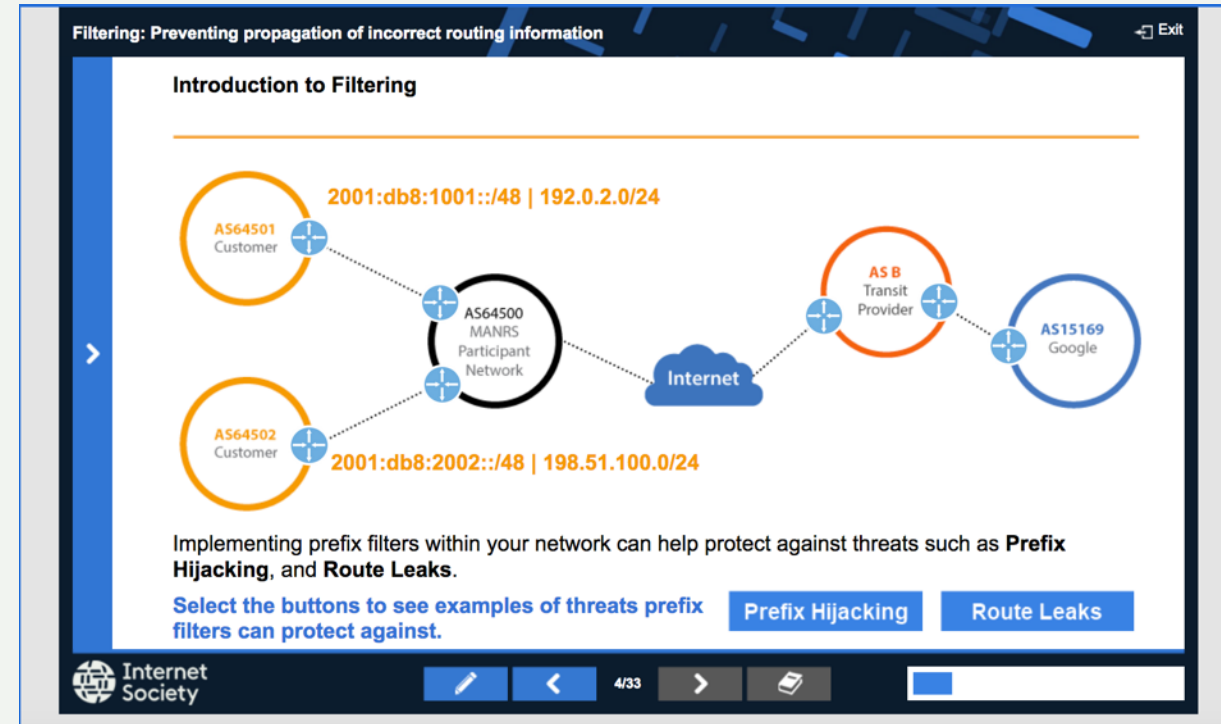 Filtering: Preventing propagation of incorrect routing information
Exit
Introduction to Filtering
2001:db8:1001::/48 | 192.0.2.0/24
AS64501
Customer
AS64500
MANRS
Participant
Network
Internet
AS B
Transit
Provider
AS15169
Google
AS64502
Customer
2001:db8:2002::/48 | 198.51.100.0/24
Implementing prefix filters within your network can help protect against threats such as Prefix
Hijacking, and Route Leaks.
Select the buttons to see examples of threats prefix
filters can protect against.
Prefix Hijacking
Route Leaks
Internet
Society
4/33